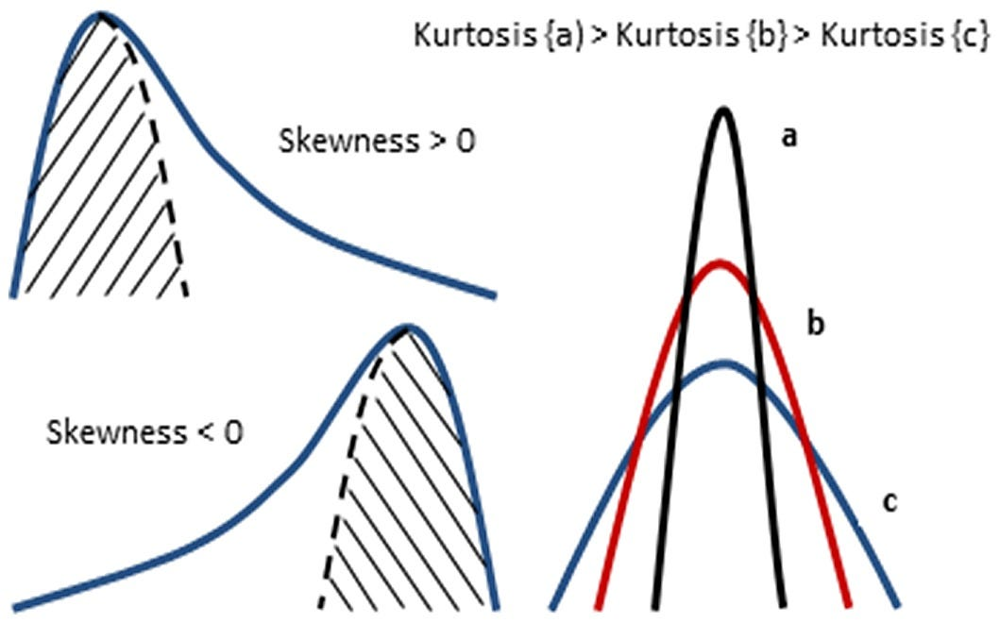 Kurtosis {a) > Kurtosis {b} > Kurtosis {c}
Skewness > 0
a
b
Skewness < 0
c